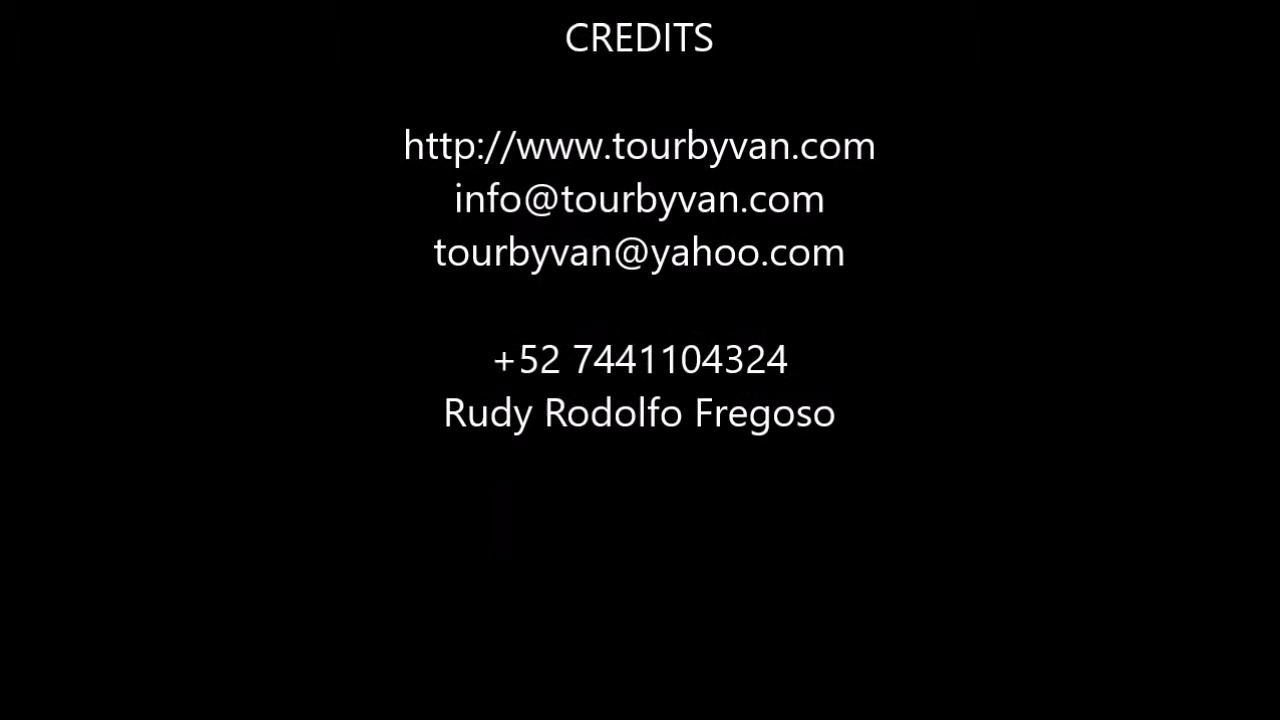 CREDITS
http://www.tourbyvan.com
info@tourbyvan.com
tourbyvan@yahoo.com
+52 7441104324
Rudy Rodolfo Fregoso